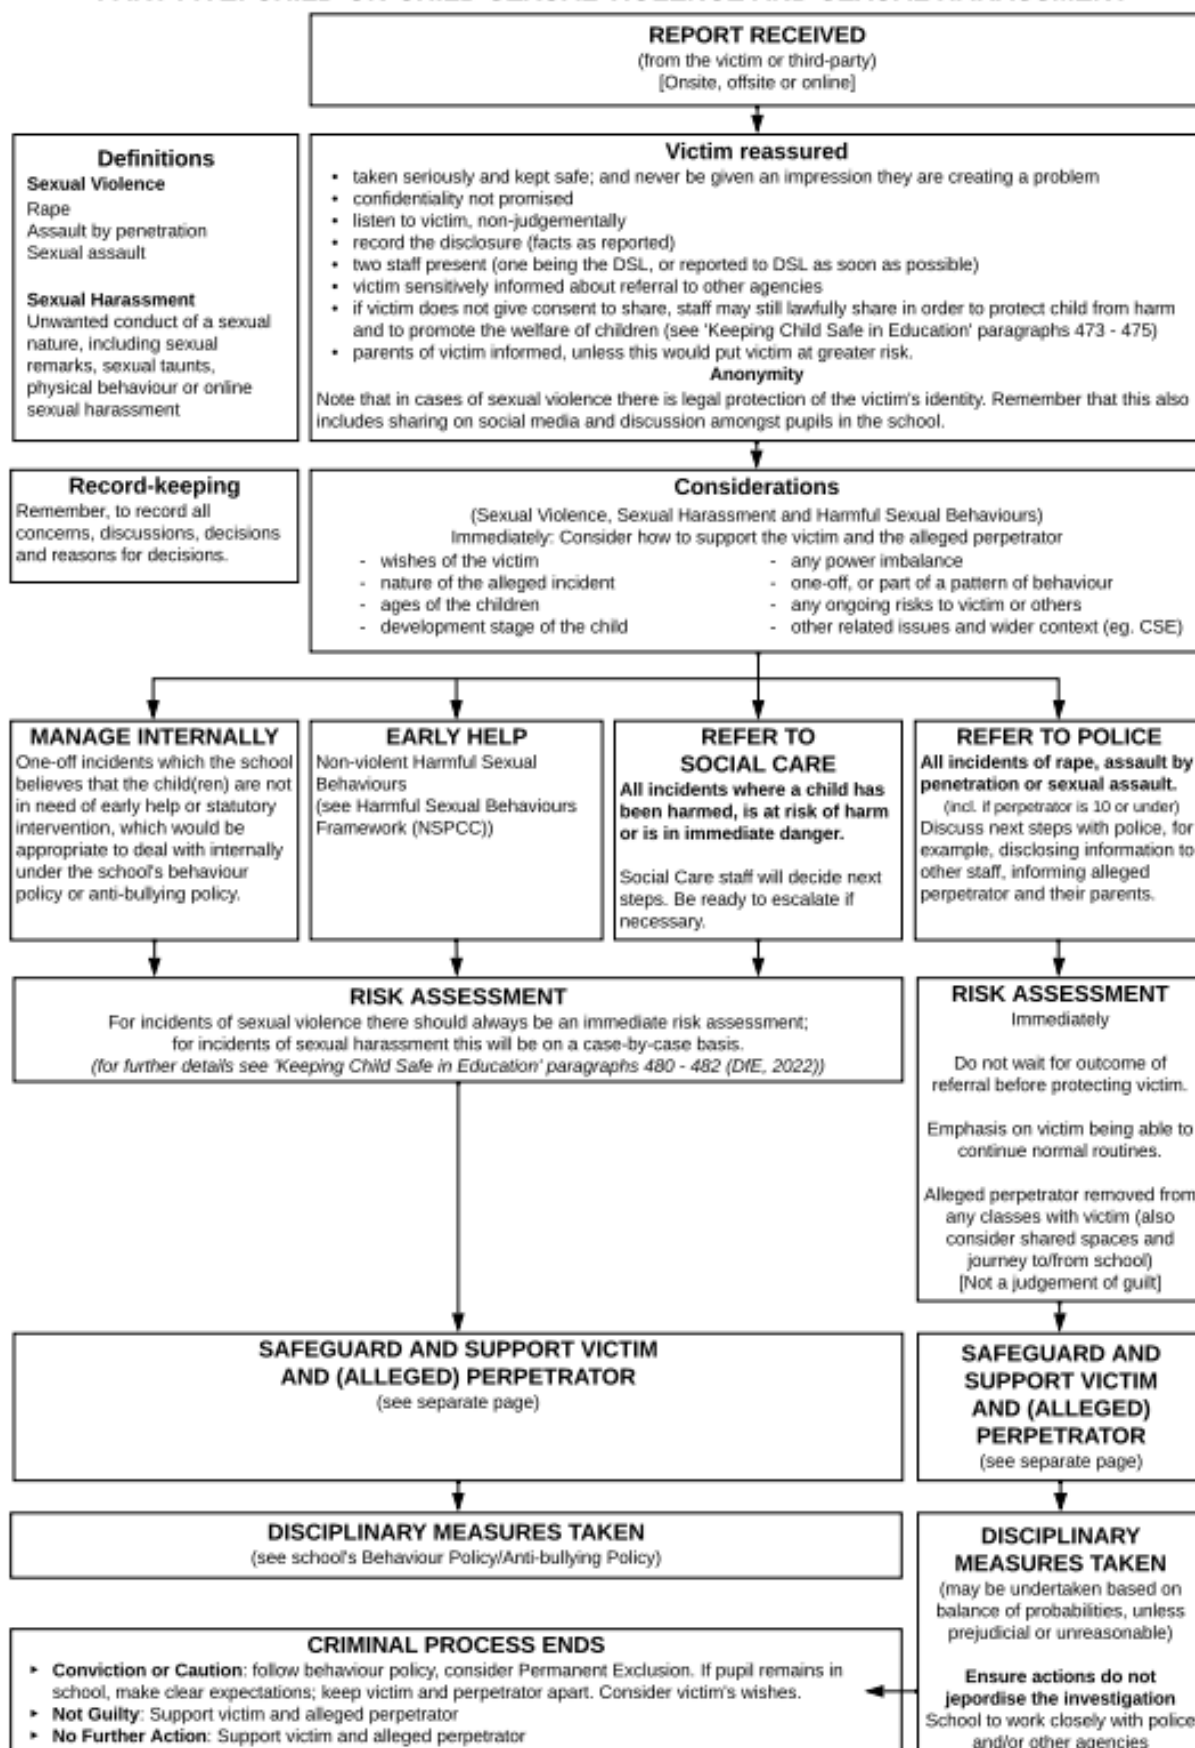 REPORT RECEIVED
(from the victim or third-party)
[Onsite, offsite or online]
Definitions
Sexual Violence
Rape
Assault by penetration
Sexual assault
Sexual Harassment
Unwanted conduct of a sexual
nature, including sexual
remarks, sexual taunts,
physical behaviour or online
sexual harassment
Victim reassured
• taken seriously and kept safe; and never be given an impression they are creating a problem
• confidentiality not promised
• listen to victim, non-judgementally
• record the disclosure (facts as reported)
• two staff present (one being the DSL, or reported to DSL as soon as possible)
• victim sensitively informed about referral to other agencies
• if victim does not give consent to share, staff may still lawfully share in order to protect child from harm
and to promote the welfare of children (see 'Keeping Child Safe in Education' paragraphs 473 - 475)
• parents of victim informed, unless this would put victim at greater risk.
Anonymity
Note that in cases of sexual violence there is legal protection of the victim's identity. Remember that this also
includes sharing on social media and discussion amongst pupils in the school.
Record-keeping
Remember, to record all
concerns, discussions, decisions
and reasons for decisions.
Considerations
(Sexual Violence, Sexual Harassment and Harmful Sexual Behaviours)
Immediately: Consider how to support the victim and the alleged perpetrator
- wishes of the victim
- nature of the alleged incident
- ages of the children
- development stage of the child
- any power imbalance
- one-off, or part of a pattern of behaviour
- any ongoing risks to victim or others
- other related issues and wider context (eg. CSE)
MANAGE INTERNALLY
One-off incidents which the school
believes that the child(ren) are not
in need of early help or statutory
intervention, which would be
appropriate to deal with internally
under the school's behaviour
policy or anti-bullying policy.
EARLY HELP
Non-violent Harmful Sexual
Behaviours
(see Harmful Sexual Behaviours
Framework (NSPCC))
REFER TO
SOCIAL CARE
All incidents where a child has
been harmed, is at risk of harm
or is in immediate danger.
Social Care staff will decide next
steps. Be ready to escalate if
necessary.
REFER TO POLICE
All incidents of rape, assault by
penetration or sexual assault.
(incl. if perpetrator is 10 or under)
Discuss next steps with police, for
example, disclosing information to
other staff, informing alleged
perpetrator and their parents.
RISK ASSESSMENT
For incidents of sexual violence there should always be an immediate risk assessment;
for incidents of sexual harassment this will be on a case-by-case basis.
(for further details see 'Keeping Child Safe in Education' paragraphs 480 - 482 (DfE, 2022))
RISK ASSESSMENT
Immediately
Do not wait for outcome of
referral before protecting victim.
Emphasis on victim being able to
continue normal routines.
Alleged perpetrator removed from
any classes with victim (also
consider shared spaces and
journey to/from school)
[Not a judgement of guilt]
SAFEGUARD AND SUPPORT VICTIM
AND (ALLEGED) PERPETRATOR
(see separate page)
SAFEGUARD AND
SUPPORT VICTIM
AND (ALLEGED)
PERPETRATOR
(see separate page)
DISCIPLINARY MEASURES TAKEN
(see school's Behaviour Policy/Anti-bullying Policy)
DISCIPLINARY
MEASURES TAKEN
(may be undertaken based on
balance of probabilities, unless
prejudicial or unreasonable)
Ensure actions do not
jepordise the investigation
School to work closely with police
and/or other agencies
CRIMINAL PROCESS ENDS
▸ Conviction or Caution: follow behaviour policy, consider Permanent Exclusion. If pupil remains in
school, make clear expectations; keep victim and perpetrator apart. Consider victim's wishes.
▸ Not Guilty: Support victim and alleged perpetrator
▸ No Further Action: Support victim and alleged perpetrator